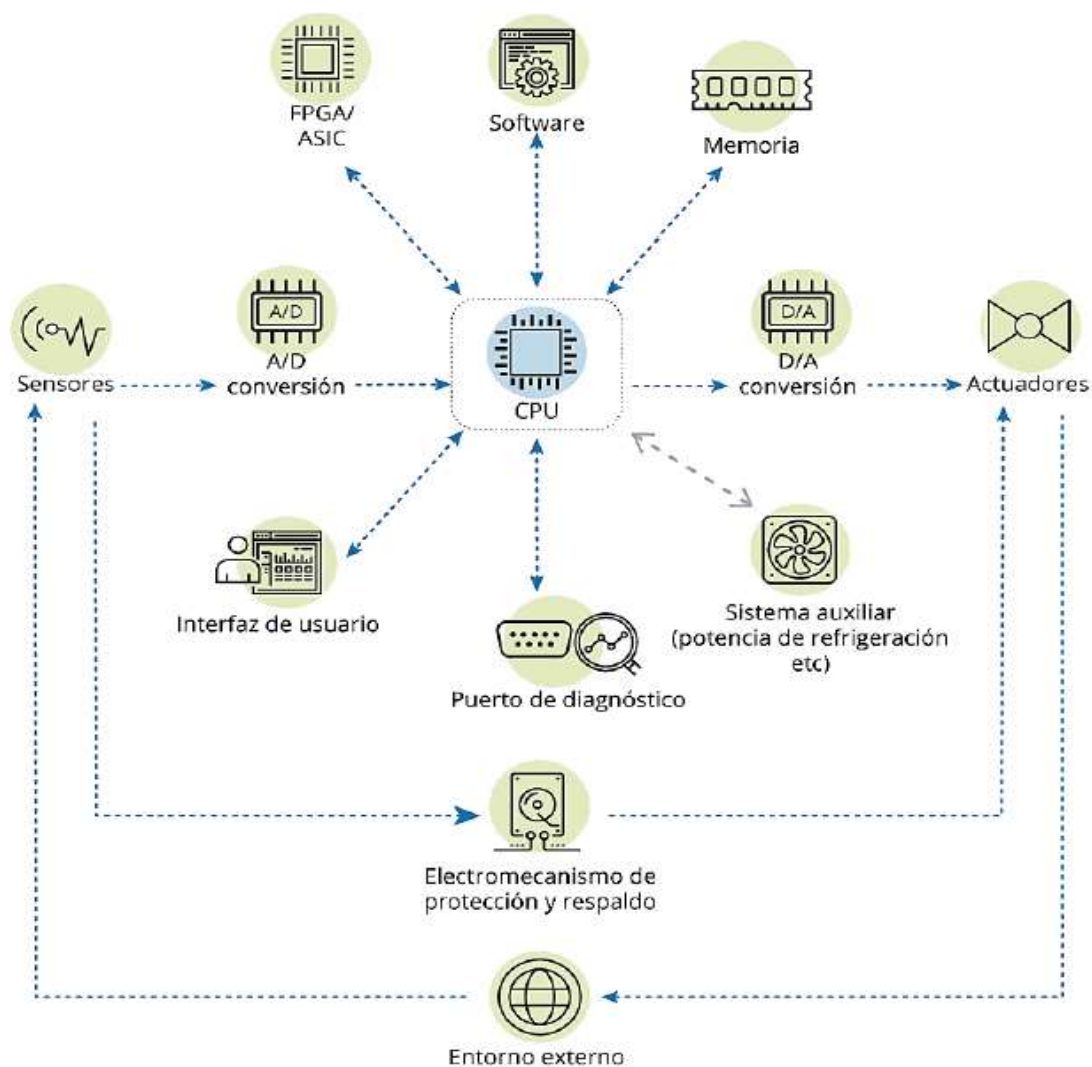 FPGA/
ASIC
Software
Memoria
A/D
A/D
conversión
D/A
D/A
conversión
Sensores
CPU
Actuadores
Interfaz de usuario
Sistema auxiliar
(potencia de refrigeración
etc)
Puerto de diagnóstico
Electromecanismo de
protección y respaldo
Entorno externo